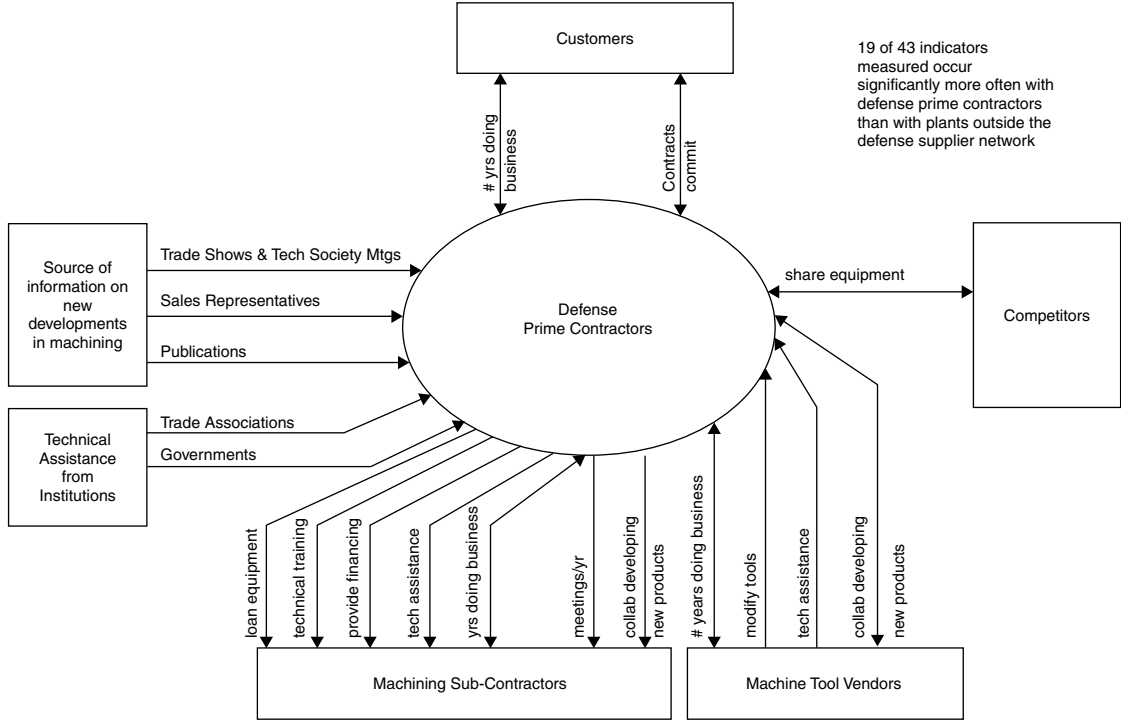 Customers
19 of 43 indicators
measured occur
significantly more often with
defense prime contractors
than with plants outside the
defense supplier network
# yrs doing
business
Contracts
commit
Source of
information on
new
developments
in machining
Trade Shows & Tech Society Mtgs
Sales Representatives
Publications
Defense
Prime Contractors
share equipment
Competitors
Technical
Assistance
from
Institutions
Trade Associations
Governments
loan equipment
technical training
provide financing
tech assistance
yrs doing business
meetings/yr
collab developing
new products
# years doing business
modify tools
tech assistance
collab developing
new products
Machining Sub-Contractors
Machine Tool Vendors